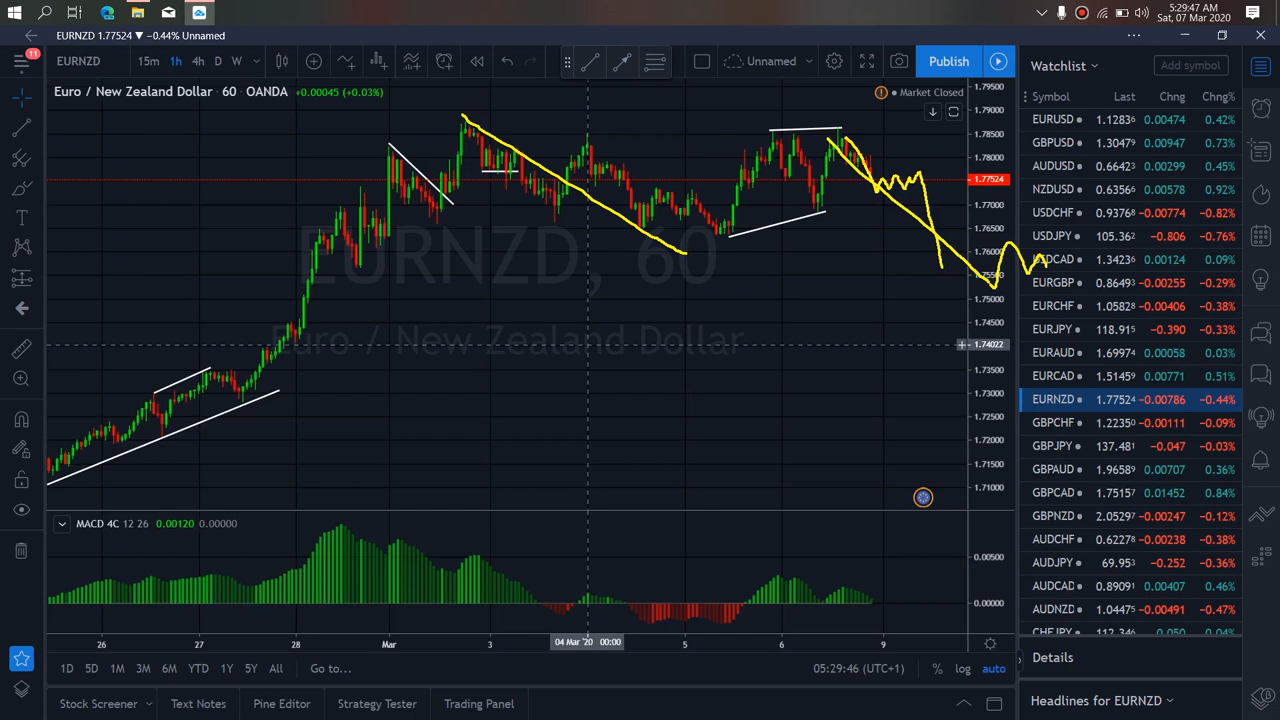 5:29:47 AM
Sat, 07 Mar 2020
EURNZD 1.77524 ▼ −0.44% Unnamed
11
EURNZD 15m 1h 4h D W Unnamed Publish
Watchlist Add symbol
Euro / New Zealand Dollar · 60 · OANDA +0.00045 (+0.03%) Market Closed
Symbol Last Chng Chng%
EURUSD 1.12836 0.00474 0.42%
GBPUSD 1.30479 0.00947 0.73%
AUDUSD 0.66423 0.00299 0.45%
NZDUSD 0.00578 0.92%
USDCHF 0.93768 −0.00774 −0.82%
USDJPY 105.362 −0.806 −0.76%
USDCAD 1.34236 0.00124 0.09%
EURGBP 0.86493 −0.00255 −0.29%
EURCHF 1.05828 −0.00406 −0.38%
EURJPY 118.915 −0.390 −0.33%
EURAUD 1.69974 0.00058 0.03%
EURCAD 1.51459 0.00771 0.51%
EURNZD 1.77524 −0.00786 −0.44%
GBPCHF 1.22350 −0.00111 −0.09%
GBPJPY 137.481 −0.047 −0.03%
GBPAUD 1.96589 0.00707 0.36%
GBPCAD 1.75157 0.01452 0.84%
GBPNZD 2.05297 −0.00247 −0.12%
AUDCHF 0.62278 −0.00238 −0.38%
AUDJPY 69.953 −0.252 −0.36%
AUDCAD 0.89091 0.00407 0.46%
AUDNZD 1.04475 −0.00491 −0.47%
CHFJPY 112.346 0.050 0.04%
1.79500
1.79000
1.78500
1.78000
1.77524
1.77000
1.76500
1.76000
1.75500
1.75000
1.74500
1.74022
1.73500
1.73000
1.72500
1.72000
1.71500
1.71000
EURNZD, 60
Euro / New Zealand Dollar
MACD 4C 12 26 0.00120 0.00000
0.00500
0.00000
26 27 28 Mar 3 04 Mar '20 00:00 5 6 9
1D 5D 1M 3M 6M YTD 1Y 5Y All Go to... 05:29:46 (UTC+1) % log auto
Details
Stock Screener Text Notes Pine Editor Strategy Tester Trading Panel
Headlines for EURNZD